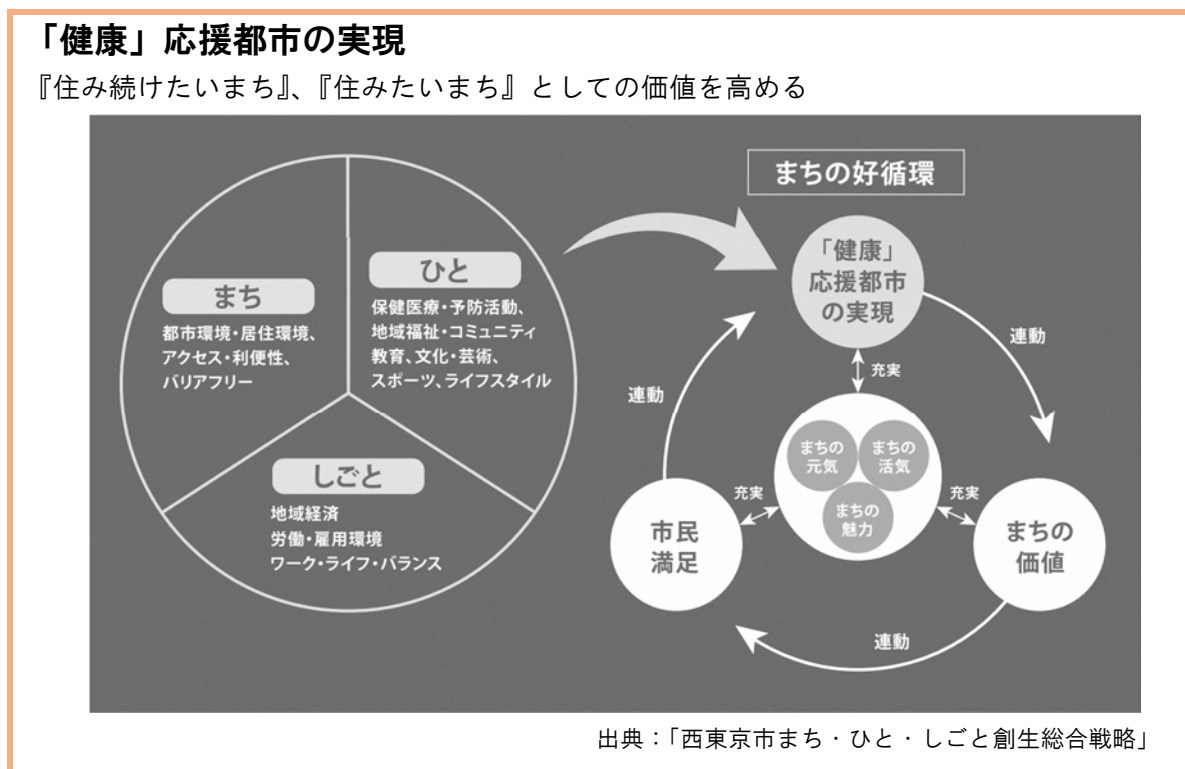 「健康」応援都市の実現
『住み続けたいまち』、『住みたいまち』としての価値を高める
まち
都市環境・居住環境、
アクセス・利便性、
バリアフリー
ひと
保健医療・予防活動、
地域福祉・コミュニティ
教育、文化・芸術、
スポーツ、ライフスタイル
しごと
地域経済
労働・雇用環境
ワーク・ライフ・バランス
まちの好循環
「健康」
応援都市
の実現
連動
充実
連動
まちの
元気
まちの
活気
まちの
魅力
充実
充実
市民
満足
まちの
価値
連動
出典：「西東京市まち・ひと・しごと創生総合戦略」